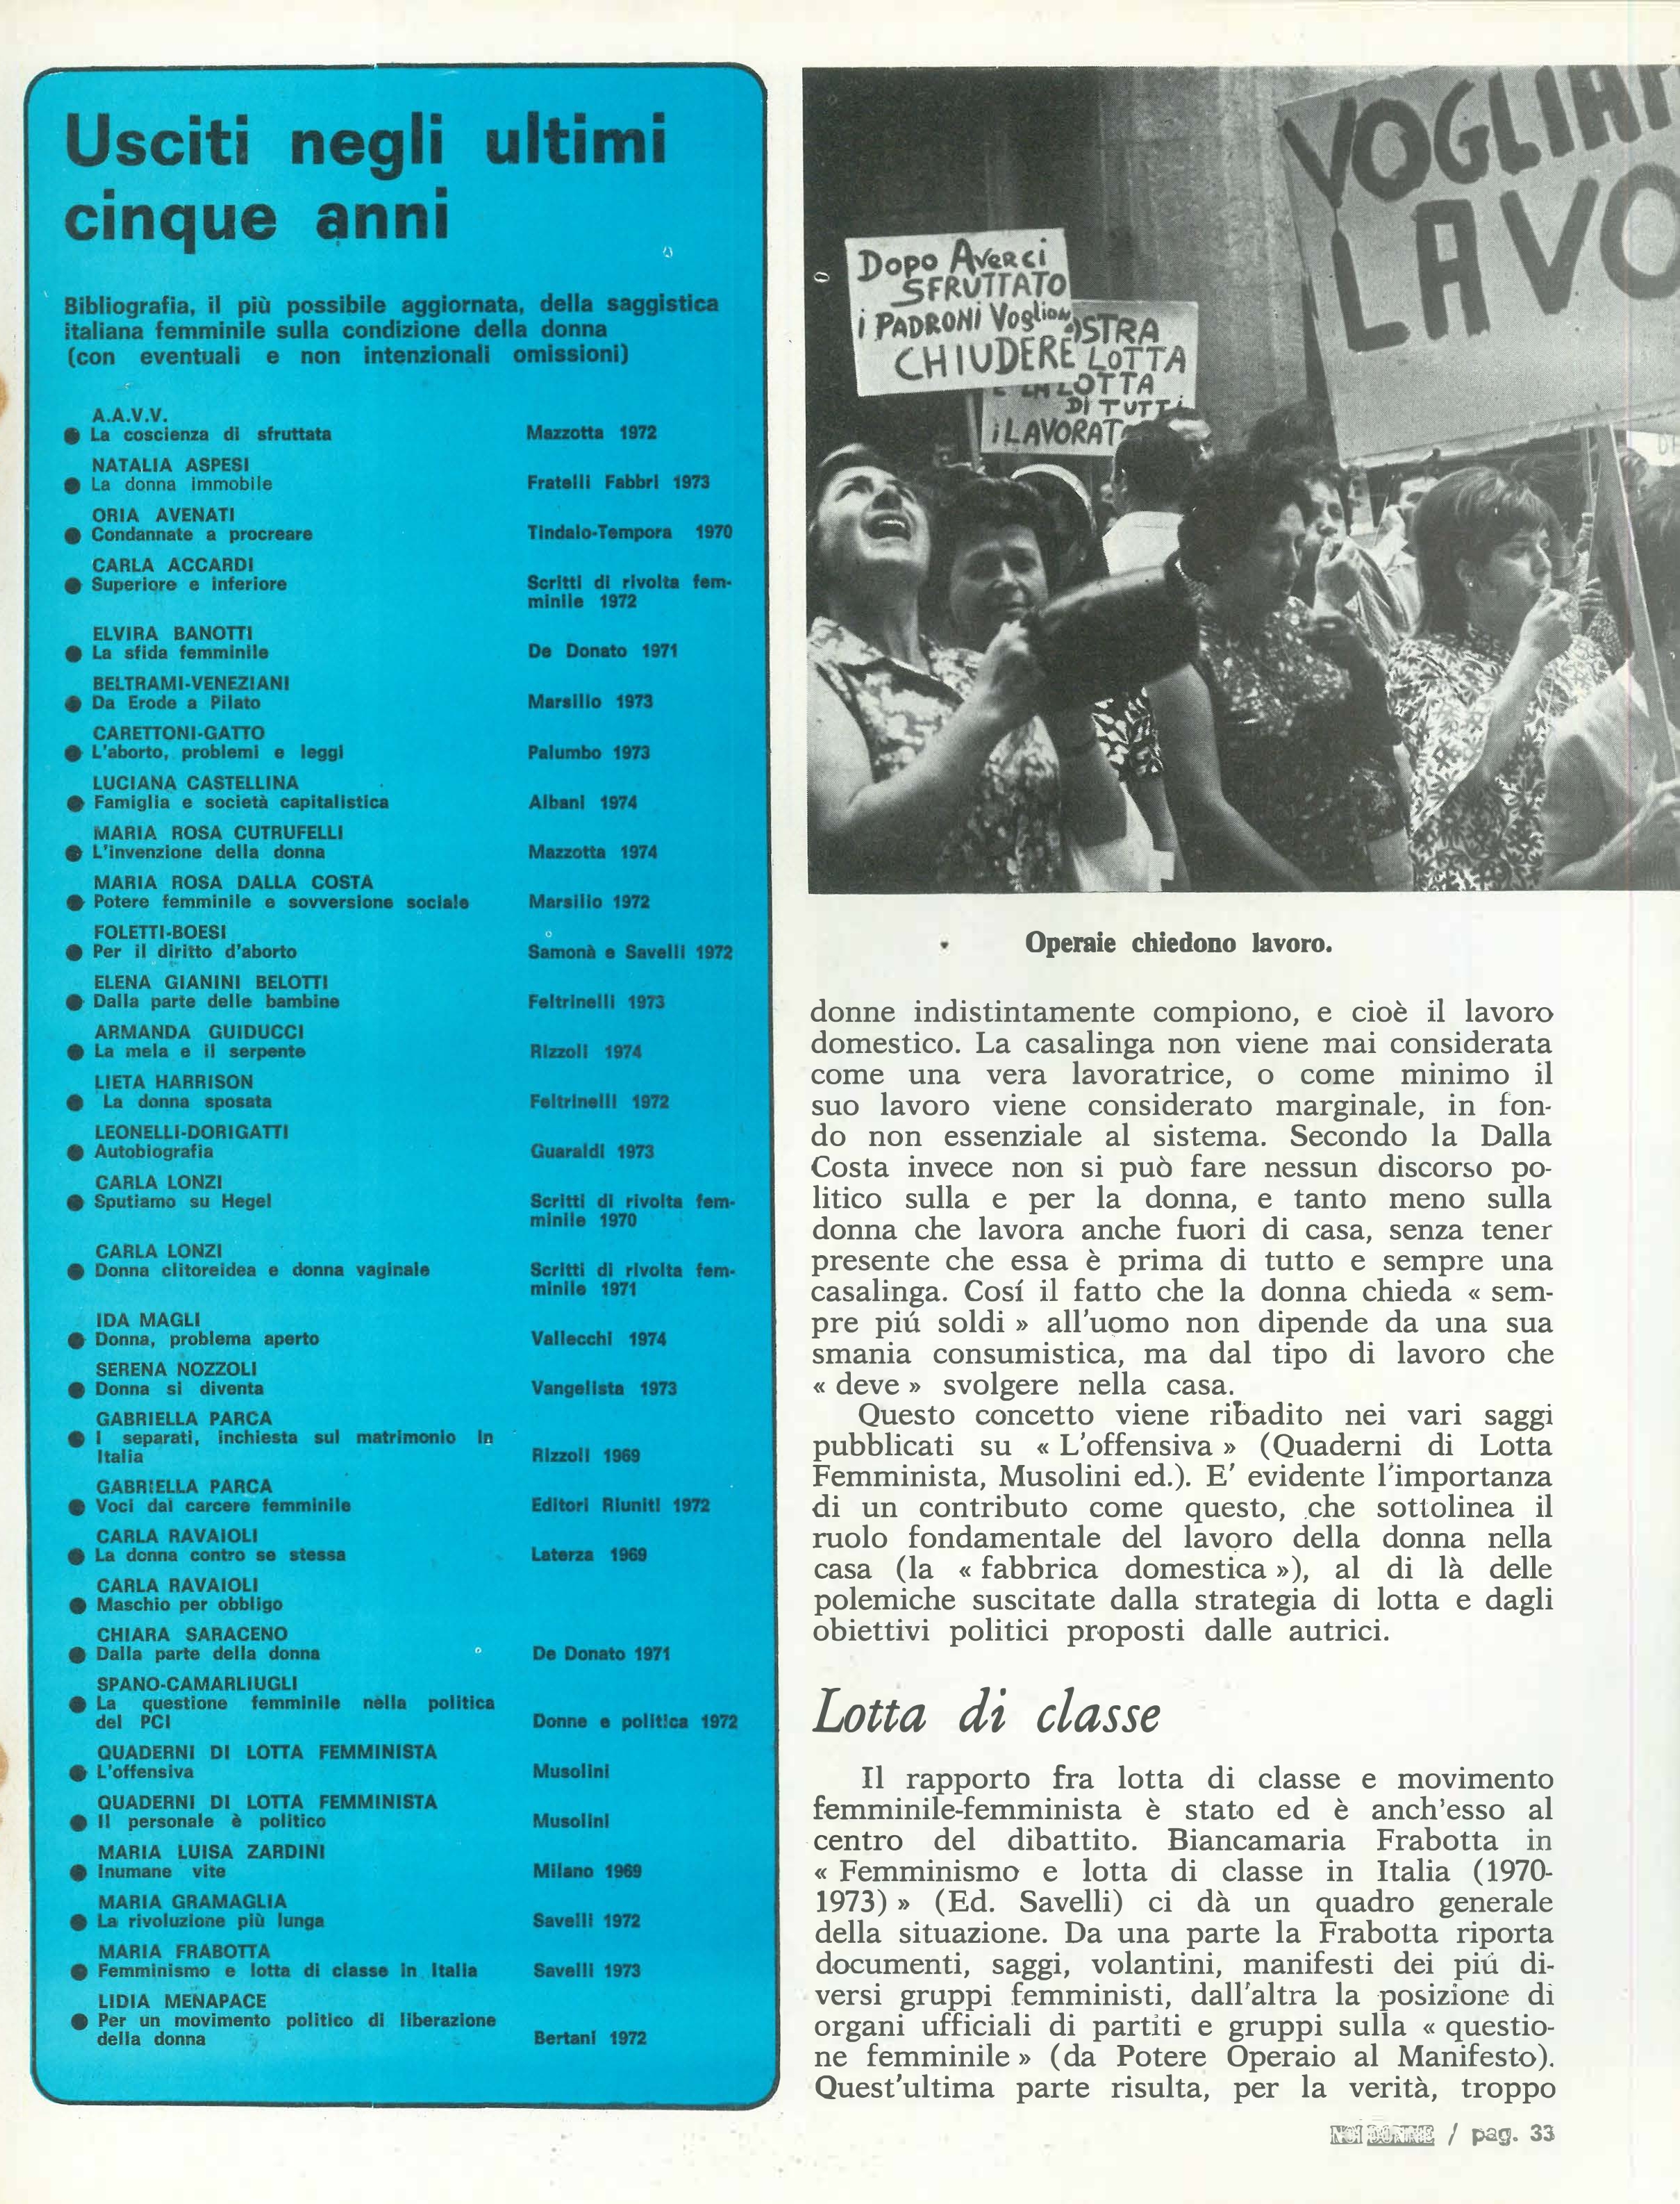 Usciti negli ultimi
cinque anni
Bibliografia, il più possibile aggiornata, della saggistica
italiana femminile sulla condizione della donna
(con eventuali e non intenzionali omissioni)
A.A.V.V.
● La coscienza di sfruttata Mazzotta 1972
NATALIA ASPESI
● La donna immobile Fratelli Fabbri 1973
ORIA AVENATI
● Condannate a procreare Tindalo-Tempora 1970
CARLA ACCARDI
● Superiore e inferiore Scritti di rivolta fem-
minile 1972
ELVIRA BANOTTI
● La sfida femminile De Donato 1971
BELTRAMI-VENEZIANI
● Da Erode a Pilato Marsilio 1973
CARETTONI-GATTO
● L'aborto, problemi e leggi Palumbo 1973
LUCIANA CASTELLINA
● Famiglia e società capitalistica Albani 1974
MARIA ROSA CUTRUFELLI
● L'invenzione della donna Mazzotta 1974
MARIA ROSA DALLA COSTA
● Potere femminile e sovversione sociale Marsilio 1972
FOLETTI-BOESI
● Per il diritto d'aborto Samonà e Savelli 1972
ELENA GIANINI BELOTTI
● Dalla parte delle bambine Feltrinelli 1973
ARMANDA GUIDUCCI
● La mela e il serpente Rizzoli 1974
LIETA HARRISON
● La donna sposata Feltrinelli 1972
LEONELLI-DORIGATTI
● Autobiografia Guaraldi 1973
CARLA LONZI
● Sputiamo su Hegel Scritti di rivolta fem-
minile 1970
CARLA LONZI
● Donna clitoreidea e donna vaginale Scritti di rivolta fem-
minile 1971
IDA MAGLI
● Donna, problema aperto Vallecchi 1974
SERENA NOZZOLI
● Donna si diventa Vangelista 1973
GABRIELLA PARCA
● I separati, inchiesta sul matrimonio in
Italia Rizzoli 1969
GABRIELLA PARCA
● Voci dal carcere femminile Editori Riuniti 1972
CARLA RAVAIOLI
● La donna contro se stessa Laterza 1969
CARLA RAVAIOLI
● Maschio per obbligo
CHIARA SARACENO
● Dalla parte della donna De Donato 1971
SPANO-CAMARLIUGLI
● La questione femminile nella politica
del PCI Donne e politica 1972
QUADERNI DI LOTTA FEMMINISTA
● L'offensiva Musolini
QUADERNI DI LOTTA FEMMINISTA
● Il personale è politico Musolini
MARIA LUISA ZARDINI
● Inumane vite Milano 1969
MARIA GRAMAGLIA
● La rivoluzione più lunga Savelli 1972
MARIA FRABOTTA
● Femminismo e lotta di classe in Italia Savelli 1973
LIDIA MENAPACE
● Per un movimento politico di liberazione
della donna Bertani 1972
VOGLIAM
LAVO
DOPO AVERCI
SFRUTTATO
i PADRONI Vogliono
CHIUDERE
OSTRA
LOTTA
E LA LOTTA
DI TUTTI
i LAVORAT
Operaie chiedono lavoro.
donne indistintamente compiono, e cioè il lavoro
domestico. La casalinga non viene mai considerata
come una vera lavoratrice, o come minimo il
suo lavoro viene considerato marginale, in fon-
do non essenziale al sistema. Secondo la Dalla
Costa invece non si può fare nessun discorso po-
litico sulla e per la donna, e tanto meno sulla
donna che lavora anche fuori di casa, senza tener
presente che essa è prima di tutto e sempre una
casalinga. Cosí il fatto che la donna chieda « sem-
pre piú soldi » all'uomo non dipende da una sua
smania consumistica, ma dal tipo di lavoro che
« deve » svolgere nella casa.
Questo concetto viene ribadito nei vari saggi
pubblicati su « L'offensiva » (Quaderni di Lotta
Femminista, Musolini ed.). E' evidente l'importanza
di un contributo come questo, che sottolinea il
ruolo fondamentale del lavoro della donna nella
casa (la « fabbrica domestica »), al di là delle
polemiche suscitate dalla strategia di lotta e dagli
obiettivi politici proposti dalle autrici.
Lotta di classe
Il rapporto fra lotta di classe e movimento
femminile-femminista è stato ed è anch'esso al
centro del dibattito. Biancamaria Frabotta in
« Femminismo e lotta di classe in Italia (1970-
1973) » (Ed. Savelli) ci dà un quadro generale
della situazione. Da una parte la Frabotta riporta
documenti, saggi, volantini, manifesti dei piú di-
versi gruppi femministi, dall'altra la posizione di
organi ufficiali di partiti e gruppi sulla « questio-
ne femminile » (da Potere Operaio al Manifesto).
Quest'ultima parte risulta, per la verità, troppo
NOI DONNE / pag. 33